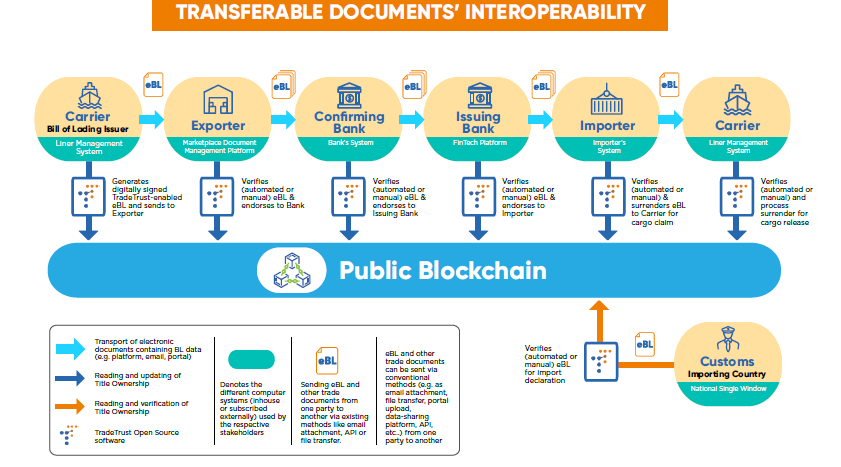 TRANSFERABLE DOCUMENTS' INTEROPERABILITY
eBL
eBL
eBL
eBL
eBL
Carrier
Bill of Lading Issuer
Liner Management
System
Exporter
Marketplace Document
Management Platform
Confirming
Bank
Bank's System
Issuing
Bank
FinTech Platform
Importer
Importer's
System
Carrier
Liner Management
System
Generates
digitally signed
TradeTrust-enabled
eBL and sends to
Exporter
Verifies
(automated or
manual) eBL &
endorses to Bank
Verifies
(automated or
manual) eBL &
endorses to
Issuing Bank
Verifies
(automated or
manual) eBL &
endorses to
Importer
Verifies
(automated or
manual) &
surrenders eBL
to Carrier for
cargo claim
Verifies
(automated or
manual) and
process
surrender for
cargo release
Public Blockchain
Transport of electronic
documents containing BL data
(e.g. platform, email, portal)
Reading and updating of
Title Ownership
Reading and verification of
Title Ownership
TradeTrust Open Source
software
Denotes the
different computer
systems (inhouse
or subscribed
externally) used by
the respective
stakeholders
eBL
Sending eBL and
other trade
documents from
one party to
another via existing
methods like email
attachment, API or
file transfer.
eBL and other
trade documents
can be sent via
conventional
methods (e.g. as
email attachment,
file transfer, portal
upload,
data-sharing
platform, API,
etc.,) from one
party to another
Verifies
(automated or
manual) eBL
for import
declaration
eBL
Customs
Importing Country
National Single Window